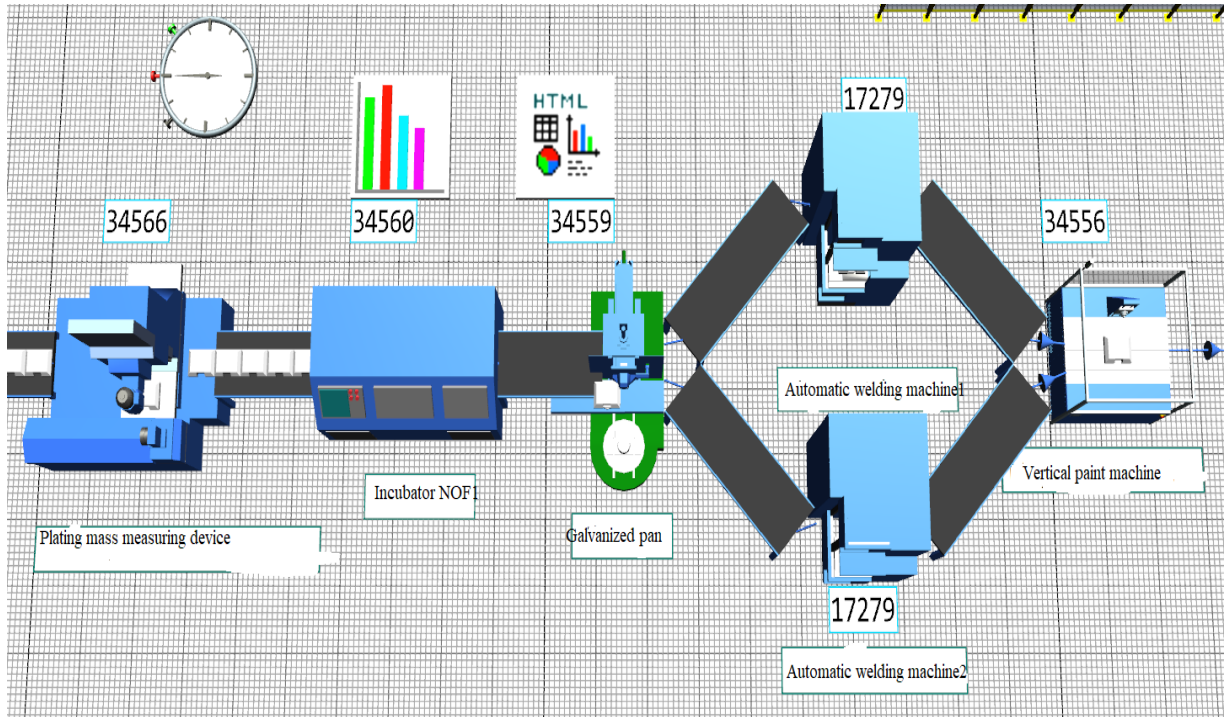 HTML
17279
34566
34560
34559
34556
Automatic welding machine1
Vertical paint machine
Incubator NOF1
Plating mass measuring device
Galvanized pan
17279
Automatic welding machine2